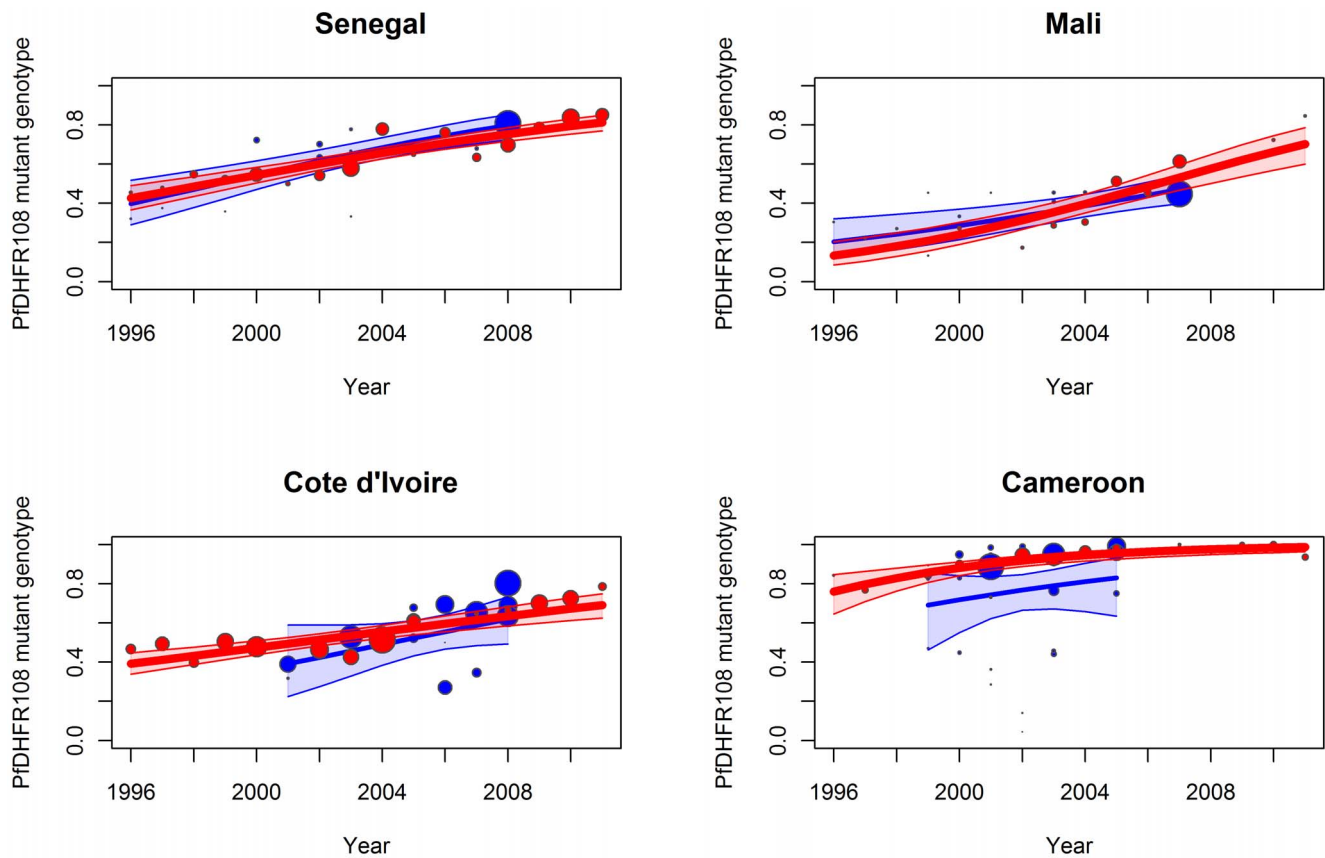 Senegal
PfDHFR108 mutant genotype
0.0 0.4 0.8
1996 2000 2004 2008
Year
Mali
PfDHFR108 mutant genotype
0.0 0.4 0.8
1996 2000 2004 2008
Year
Cote d'Ivoire
PfDHFR108 mutant genotype
0.0 0.4 0.8
1996 2000 2004 2008
Year
Cameroon
PfDHFR108 mutant genotype
0.0 0.4 0.8
1996 2000 2004 2008
Year